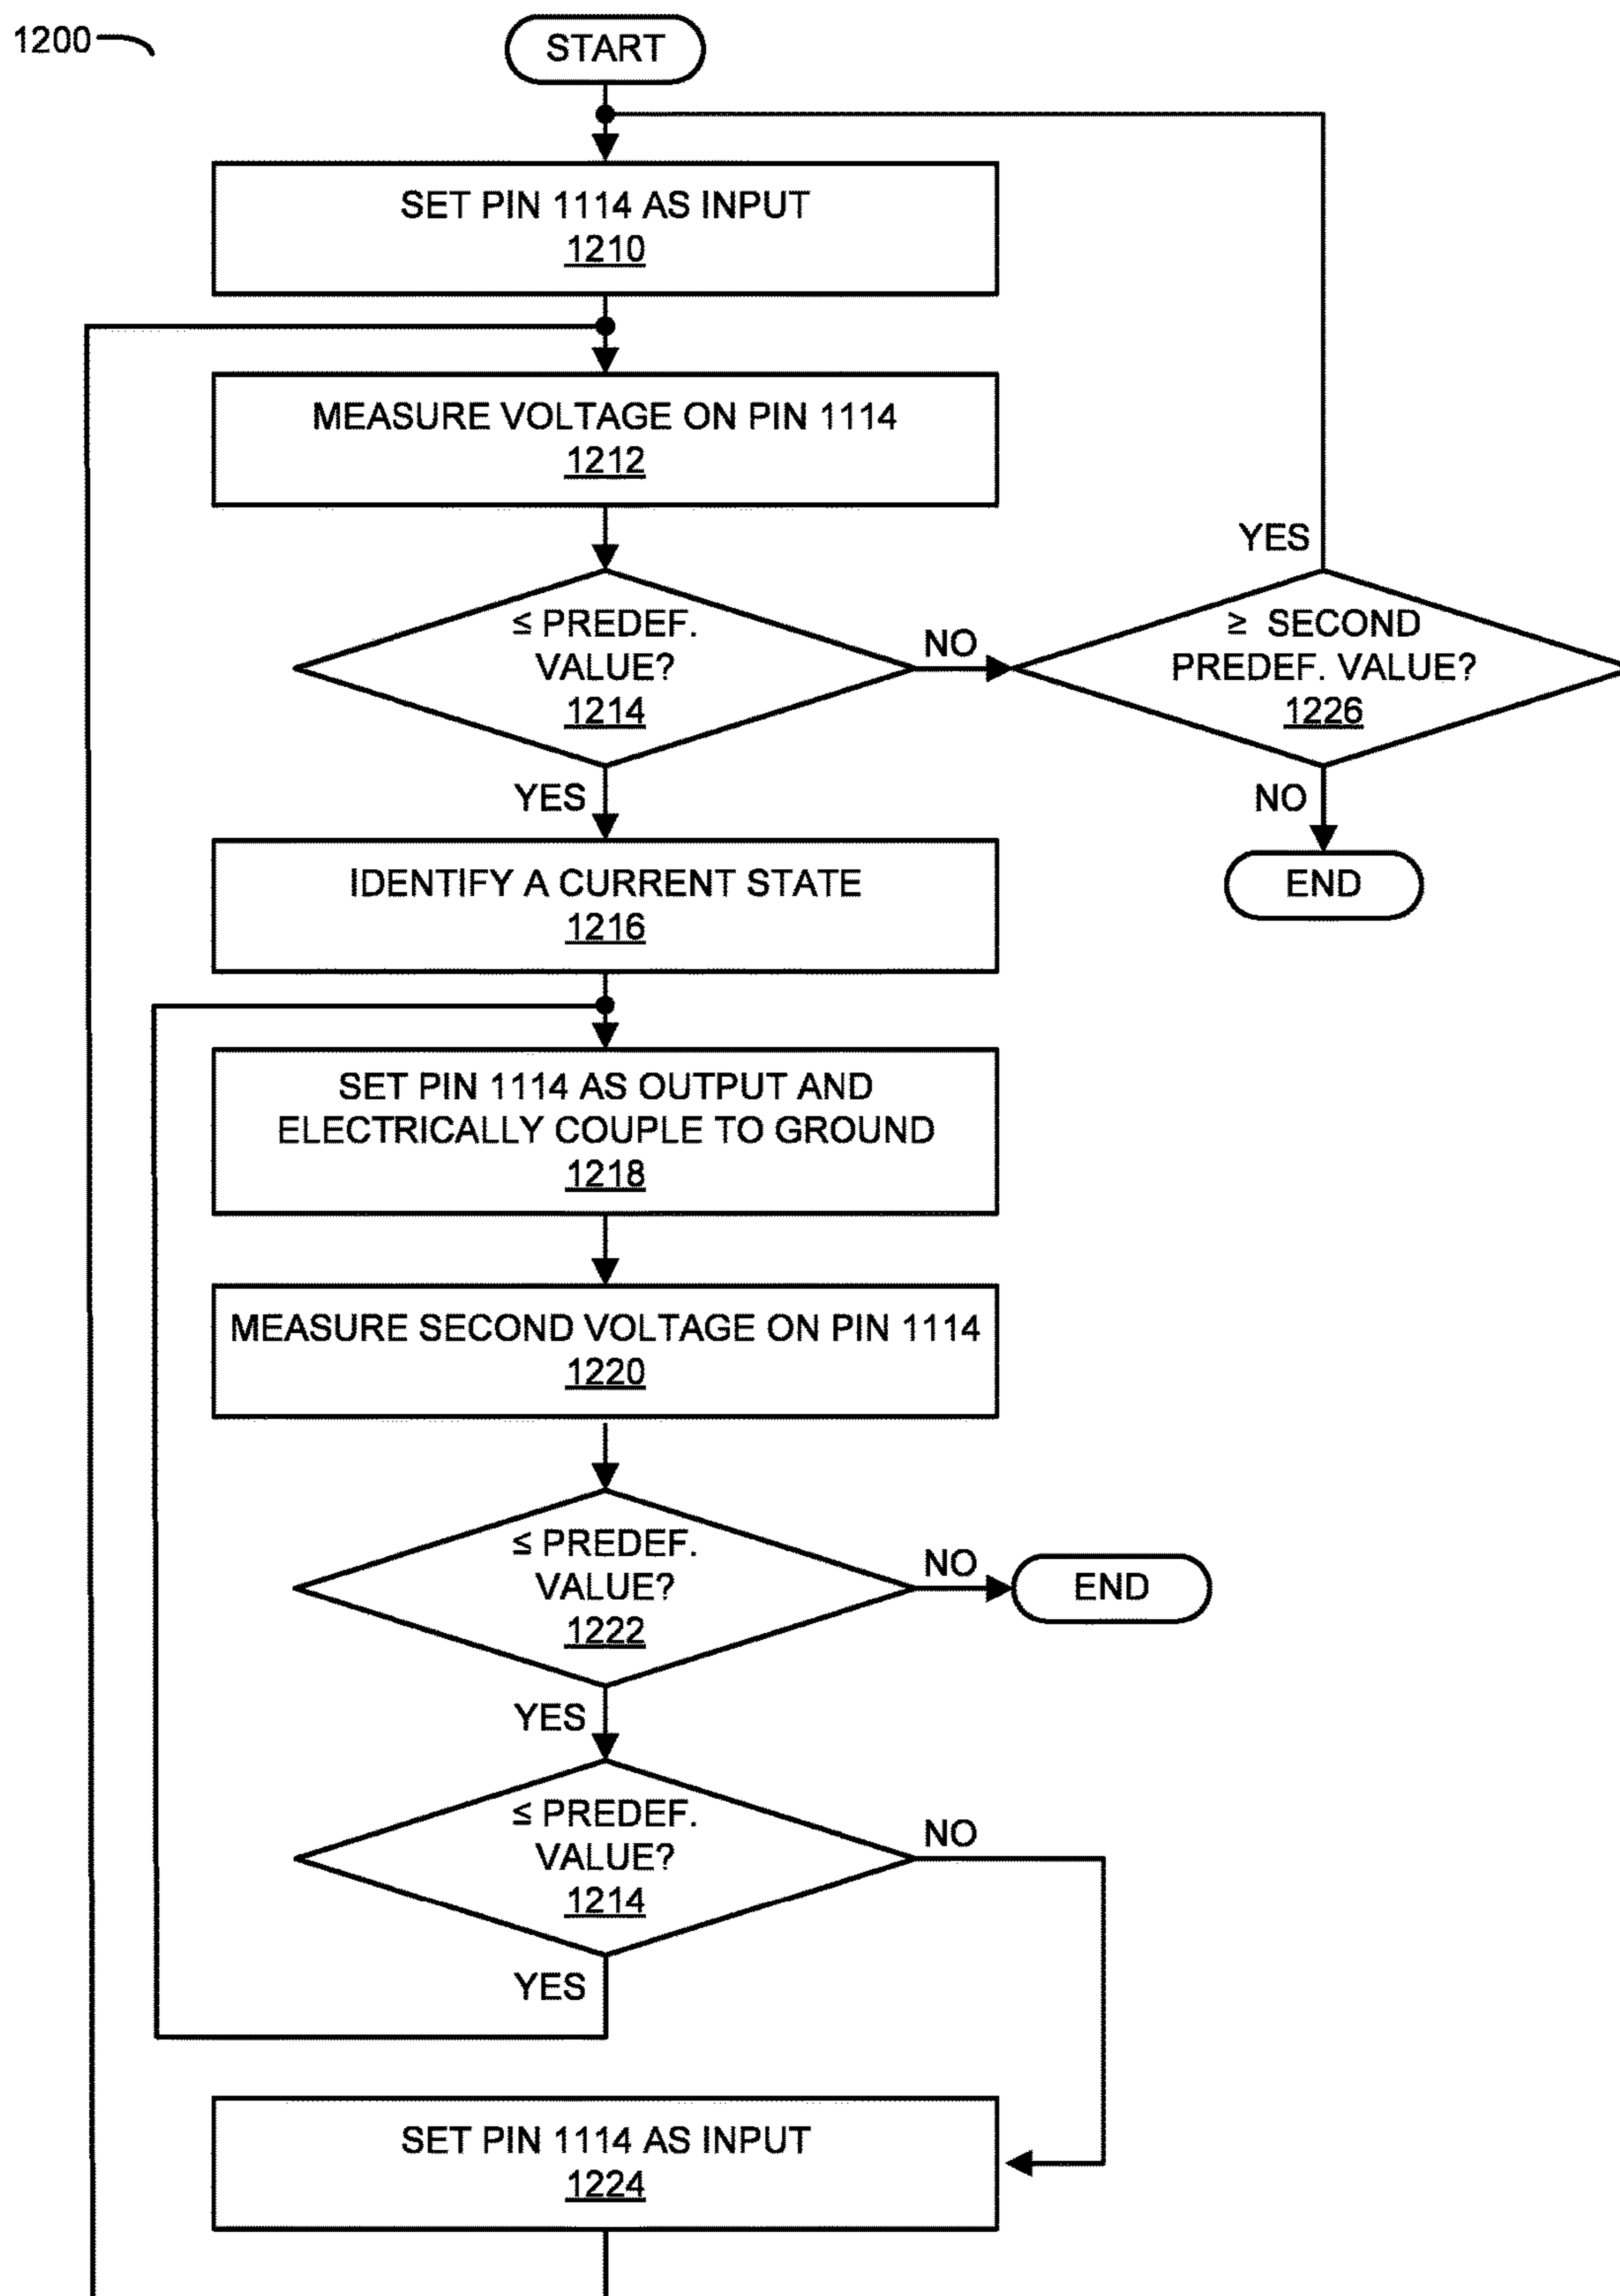 1200
START
SET PIN 1114 AS INPUT
1210
MEASURE VOLTAGE ON PIN 1114
1212
YES
≤ PREDEF.
VALUE?
1214
NO
≥ SECOND
PREDEF. VALUE?
1226
YES
NO
IDENTIFY A CURRENT STATE
1216
END
SET PIN 1114 AS OUTPUT AND
ELECTRICALLY COUPLE TO GROUND
1218
MEASURE SECOND VOLTAGE ON PIN 1114
1220
≤ PREDEF.
VALUE?
1222
NO
END
YES
≤ PREDEF.
VALUE?
1214
NO
YES
SET PIN 1114 AS INPUT
1224